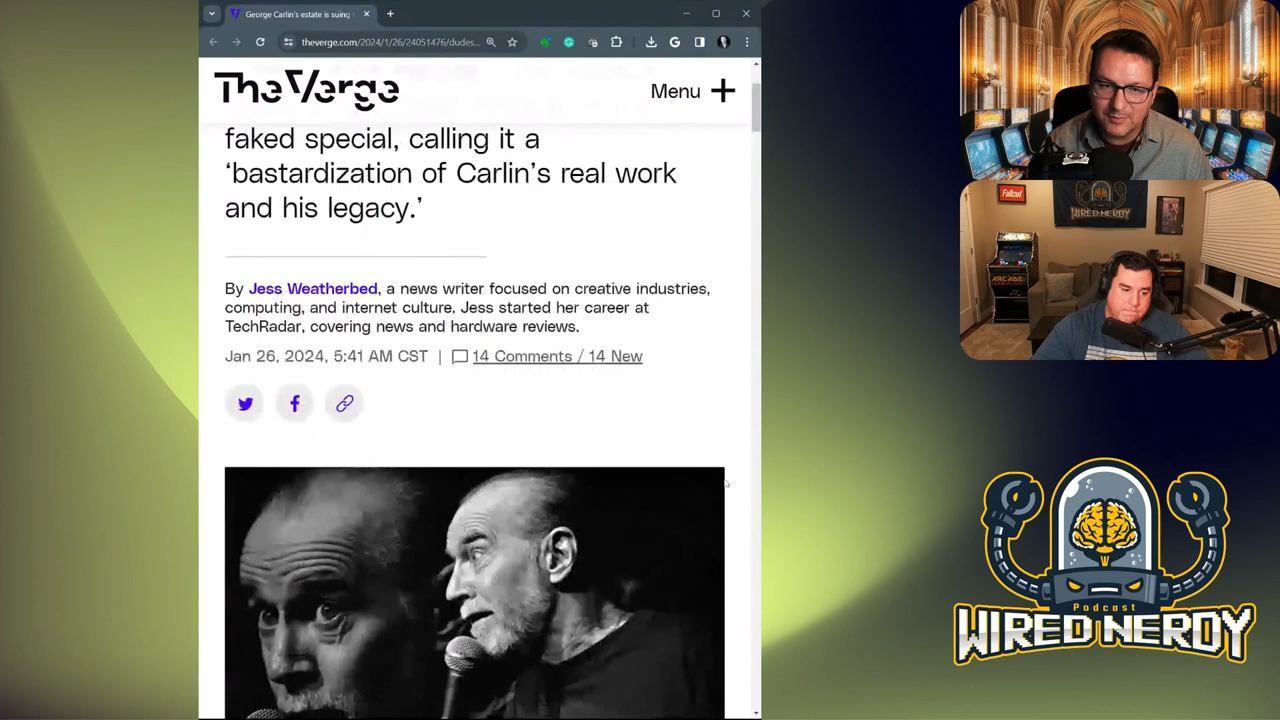 George Carlin's estate is suing
theverge.com/2024/1/26/24051476/dudes...
The Verge
Menu
faked special, calling it a
‘bastardization of Carlin’s real work
and his legacy.’
By Jess Weatherbed, a news writer focused on creative industries,
computing, and internet culture. Jess started her career at
TechRadar, covering news and hardware reviews.
Jan 26, 2024, 5:41 AM CST | 14 Comments / 14 New
Fallout
WIRED NERDY
ARCADE
Podcast
WIRED NERDY